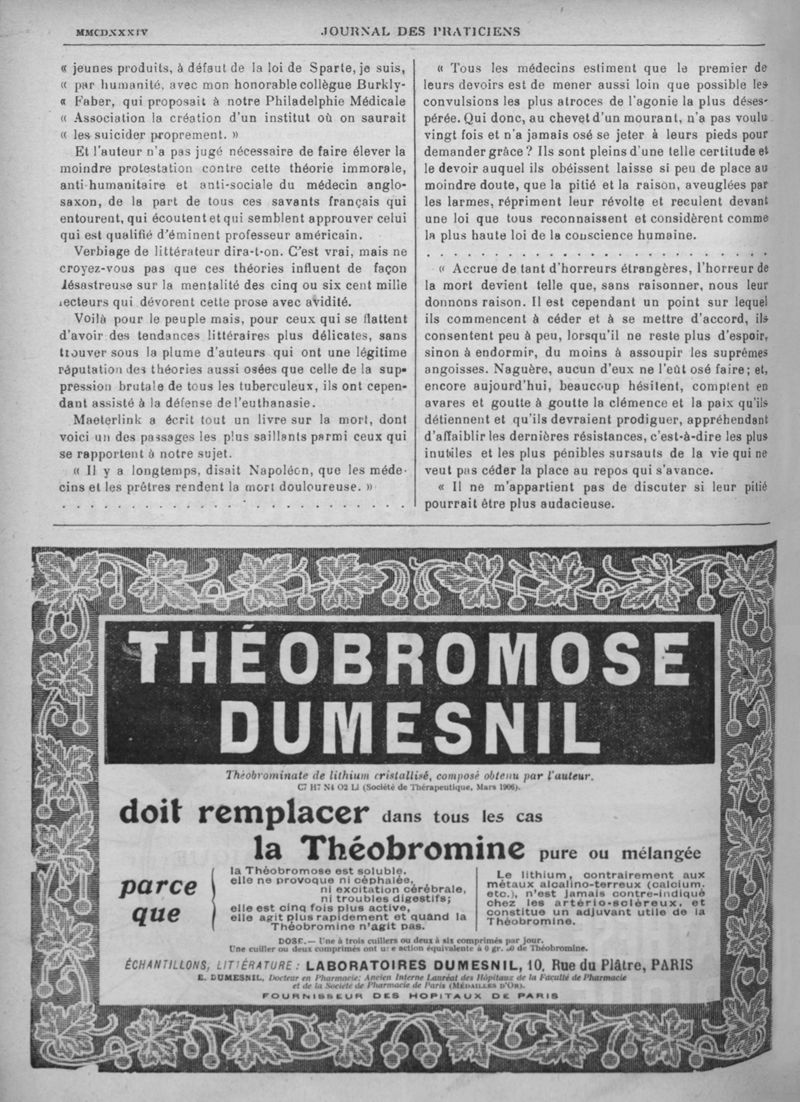 MMCDXXXIV
JOURNAL DES PRATICIENS
« jeunes produits, à défaut de la loi de Sparte, je suis,
« par humanité, avec mon honorable collègue Burkly-
« Faber, qui proposait à notre Philadelphie Médicale
« Association la création d'un institut où on saurait
« les suicider proprement. »
Et l'auteur n'a pas jugé nécessaire de faire élever la
moindre protestation contre cette théorie immorale,
anti-humanitaire et anti-sociale du médecin anglo-
saxon, de la part de tous ces savants français qui
entourent, qui écoutent et qui semblent approuver celui
qui est qualifié d'éminent professeur américain.
Verbiage de littérateur dira-t-on. C'est vrai, mais ne
croyez-vous pas que ces théories influent de façon
désastreuse sur la mentalité des cinq ou six cent mille
lecteurs qui dévorent cette prose avec avidité.
Voilà pour le peuple mais, pour ceux qui se flattent
d'avoir des tendances littéraires plus délicates, sans
trouver sous la plume d'auteurs qui ont une légitime
réputation des théories aussi osées que celle de la sup-
pression brutale de tous les tuberculeux, ils ont cepen-
dant assisté à la défense de l'euthanasie.
Maeterlink a écrit tout un livre sur la mort, dont
voici un des passages les plus saillants parmi ceux qui
se rapportent à notre sujet.
« Il y a longtemps, disait Napoléon, que les méde-
cins et les prêtres rendent la mort douloureuse. »
. . . . . . . . . . . . . . . . . . . . . . . .
« Tous les médecins estiment que le premier de
leurs devoirs est de mener aussi loin que possible les
convulsions les plus atroces de l'agonie la plus déses-
pérée. Qui donc, au chevet d'un mourant, n'a pas voulu
vingt fois et n'a jamais osé se jeter à leurs pieds pour
demander grâce ? Ils sont pleins d'une telle certitude et
le devoir auquel ils obéissent laisse si peu de place au
moindre doute, que la pitié et la raison, aveuglées par
les larmes, répriment leur révolte et reculent devant
une loi que tous reconnaissent et considèrent comme
la plus haute loi de la conscience humaine.
. . . . . . . . . . . . . . . . . . . . . . . .
« Accrue de tant d'horreurs étrangères, l'horreur de
la mort devient telle que, sans raisonner, nous leur
donnons raison. Il est cependant un point sur lequel
ils commencent à céder et à se mettre d'accord, ils
consentent peu à peu, lorsqu'il ne reste plus d'espoir,
sinon à endormir, du moins à assoupir les suprêmes
angoisses. Naguère, aucun d'eux ne l'eût osé faire ; et,
encore aujourd'hui, beaucoup hésitent, comptent en
avares et goutte à goutte la clémence et la paix qu'ils
détiennent et qu'ils devraient prodiguer, appréhendant
d'affaiblir les dernières résistances, c'est-à-dire les plus
inutiles et les plus pénibles sursauts de la vie qui ne
veut pas céder la place au repos qui s'avance.
« Il ne m'appartient pas de discuter si leur pitié
pourrait être plus audacieuse.
THÉOBROMOSE
DUMESNIL
Théobrominate de lithium cristallisé, composé obtenu par l'auteur.
C7 H7 N4 O2 Li (Société de Thérapeutique, Mars 1906).
doit remplacer dans tous les cas
la Théobromine pure ou mélangée
parce
que
la Théobromose est soluble.
elle ne provoque ni céphalée,
ni excitation cérébrale,
ni troubles digestifs;
elle est cinq fois plus active,
elle agit plus rapidement et quand la
Théobromine n'agit pas.
Le lithium, contrairement aux
métaux alcalino-terreux (calcium,
etc.), n'est jamais contre-indiqué
chez les artério-scléreux, et
constitue un adjuvant utile de la
Théobromine.
DOSE. — Une à trois cuillers ou deux à six comprimés par jour.
Une cuiller ou deux comprimés ont une action équivalente à 0 gr. 50 de Théobromine.
ÉCHANTILLONS, LITTÉRATURE : LABORATOIRES DUMESNIL, 10, Rue du Plâtre, PARIS
E. DUMESNIL, Docteur en Pharmacie; Ancien Interne Lauréat des Hôpitaux de la Faculté de Pharmacie
et de la Société de Pharmacie de Paris (MÉDAILLES D'OR).
FOURNISSEUR DES HOPITAUX DE PARIS